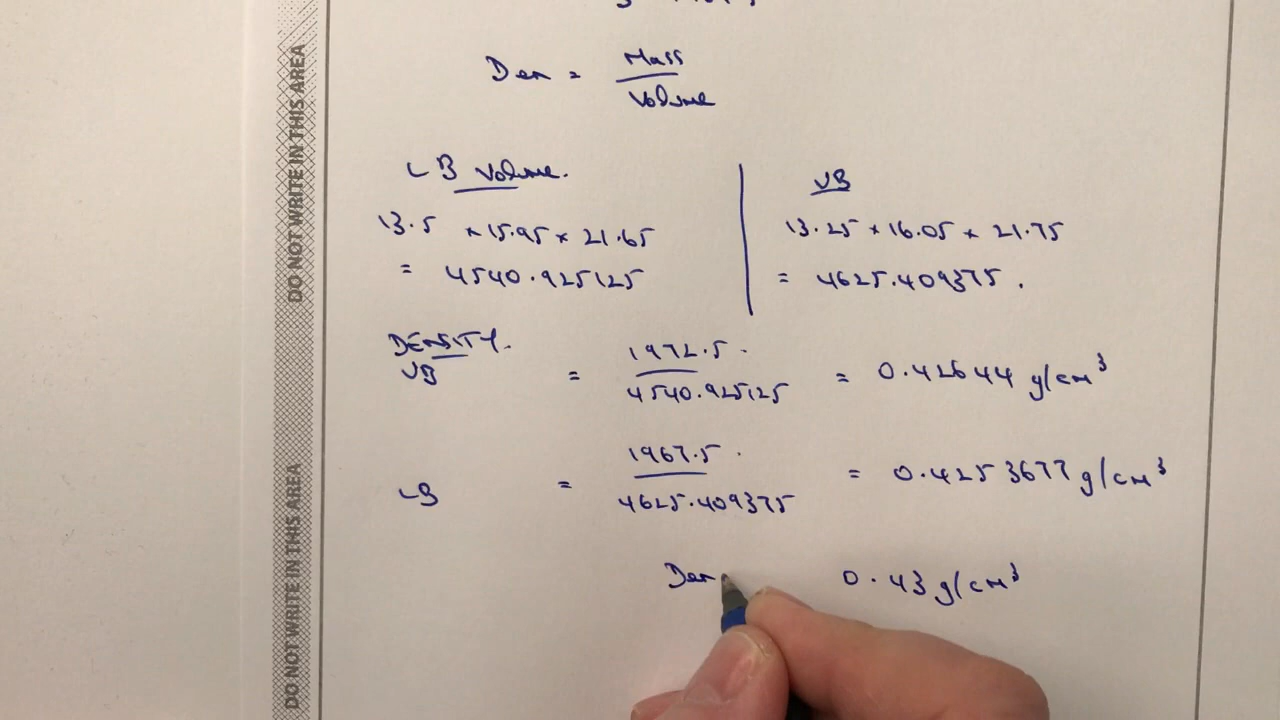 Den = Mass
Volume
LB Volume.
13.5 × 15.95 × 21.65
= 4540.925125
UB
13.25 × 16.05 × 21.75
= 4625.409375.
DENSITY.
UB = 1972.5 / 4540.925125 = 0.42644 g/cm³
LB = 1967.5 / 4625.409375 = 0.4253677 g/cm³
Den 0.43 g/cm³
DO NOT WRITE IN THIS AREA
DO NOT WRITE IN THIS AREA